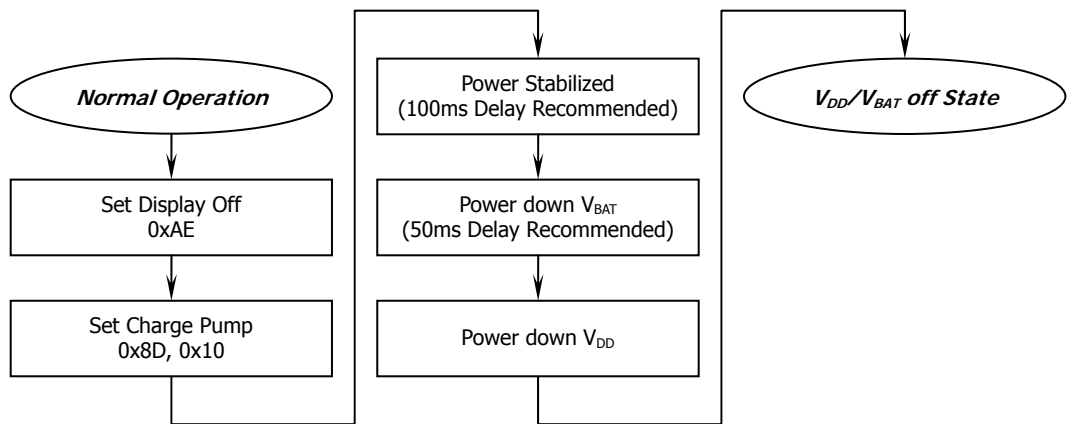 Normal Operation
Set Display Off
0xAE
Set Charge Pump
0x8D, 0x10
Power Stabilized
(100ms Delay Recommended)
Power down VBAT
(50ms Delay Recommended)
Power down VDD
VDD/VBAT off State